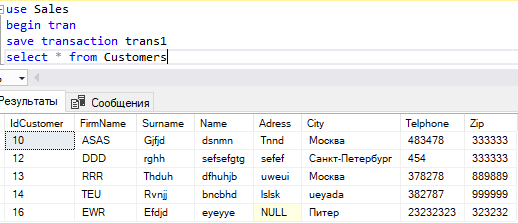 use Sales
begin tran
save transaction trans1
select * from Customers
Результаты Сообщения
IdCustomer FirmName Surname Name Adress City Telphone Zip
10 ASAS Gjfjd dsnmn Tnnd Москва 483478 333333
12 DDD rghh sefsefgtg sefef Санкт-Петербург 454 333333
13 RRR Thduh dfhuhjb uweui Москва 378278 889889
14 TEU Rvnjj bncbhd lslsk ueyada 382787 999999
16 EWR Efdjd eyeyye NULL Питер 23232323 323232